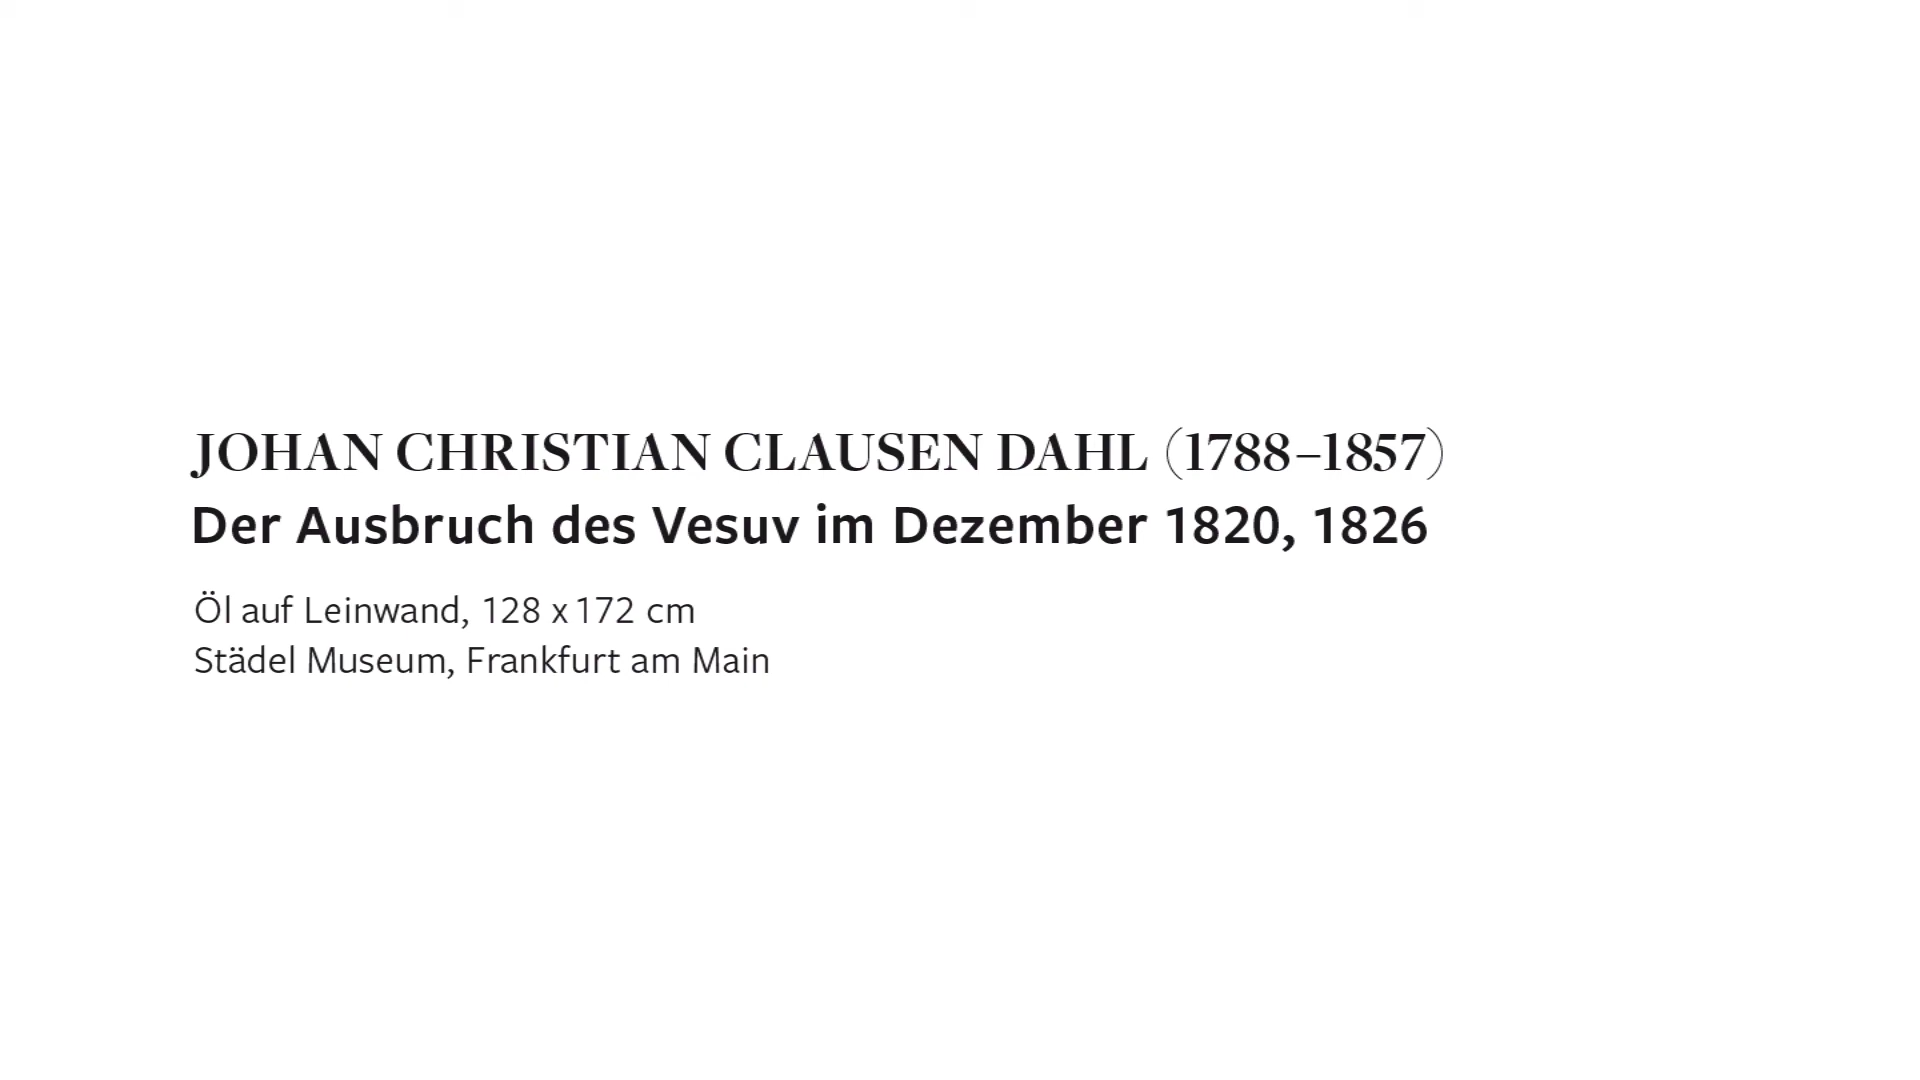 JOHAN CHRISTIAN CLAUSEN DAHL (1788–1857)
Der Ausbruch des Vesuv im Dezember 1820, 1826
Öl auf Leinwand, 128 x 172 cm
Städel Museum, Frankfurt am Main